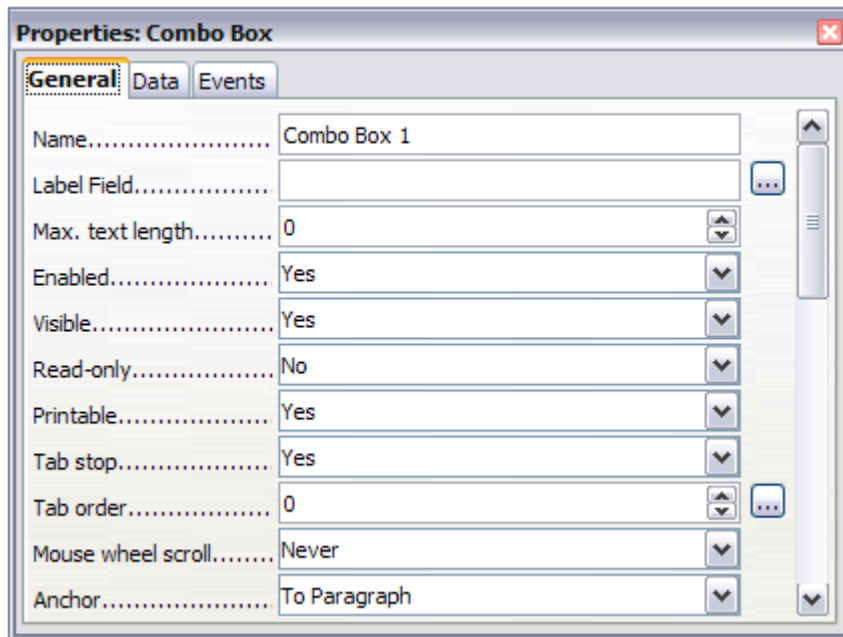 Properties: Combo Box
General Data Events
Name....................... Combo Box 1
Label Field..................
Max. text length.......... 0
Enabled..................... Yes
Visible....................... Yes
Read-only.................. No
Printable.................... Yes
Tab stop.................... Yes
Tab order.................. 0 ...
Mouse wheel scroll........ Never
Anchor...................... To Paragraph